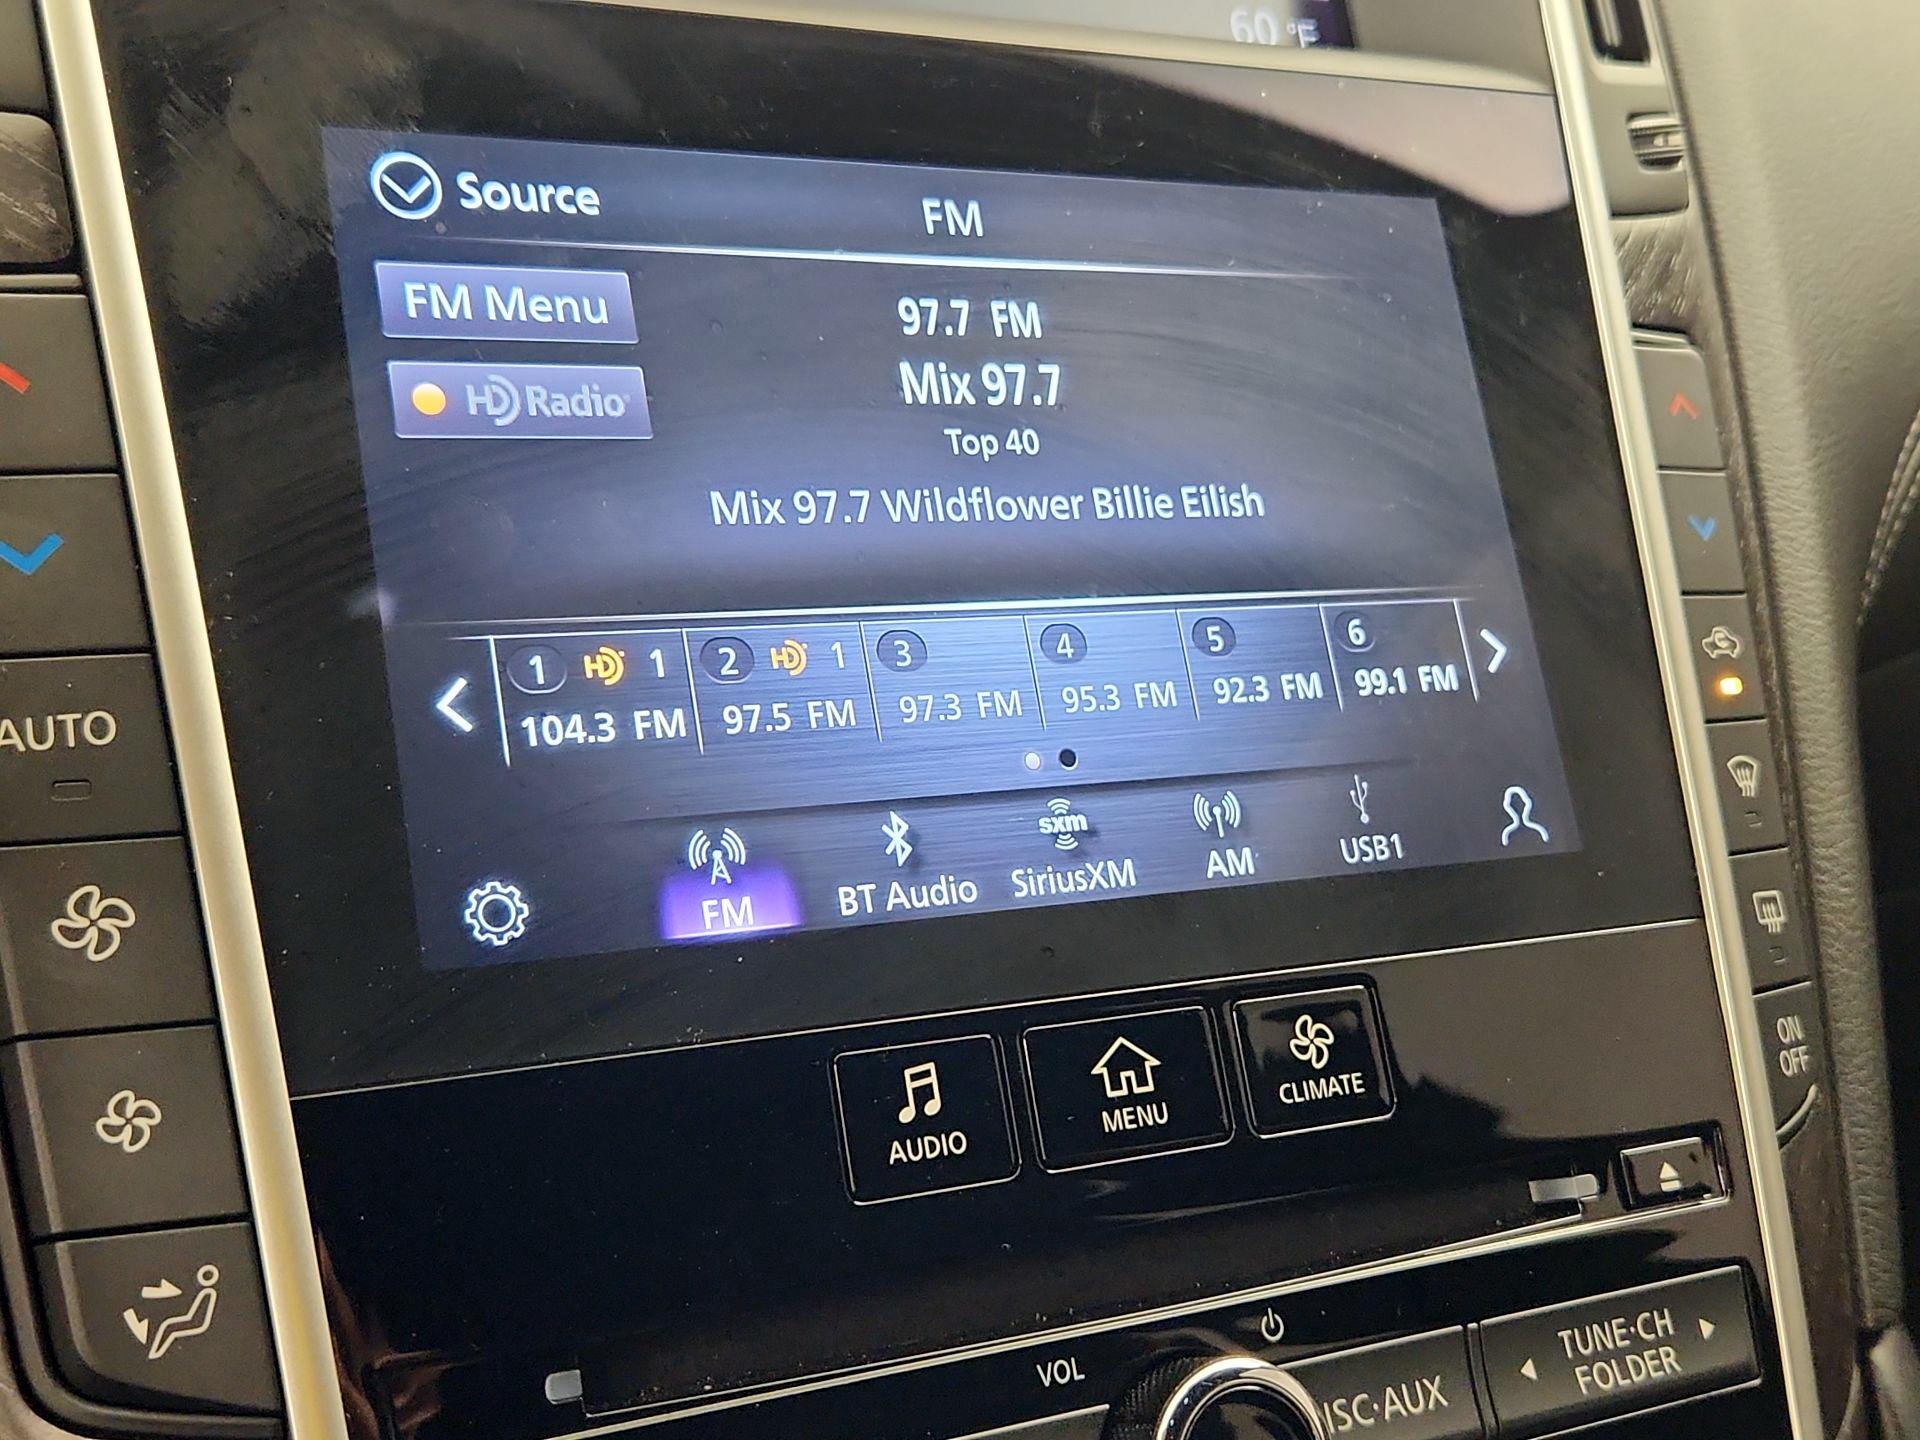 60 °F
Source
FM
FM Menu
97.7 FM
HD Radio
Mix 97.7
Top 40
Mix 97.7 Wildflower Billie Eilish
1 HD 1
2 HD 1
3
4
5
6
104.3 FM
97.5 FM
97.3 FM
95.3 FM
92.3 FM
99.1 FM
AUTO
FM
BT Audio
sxm
SiriusXM
AM
USB1
ON
OFF
AUDIO
MENU
CLIMATE
VOL
ISC·AUX
TUNE·CH
FOLDER